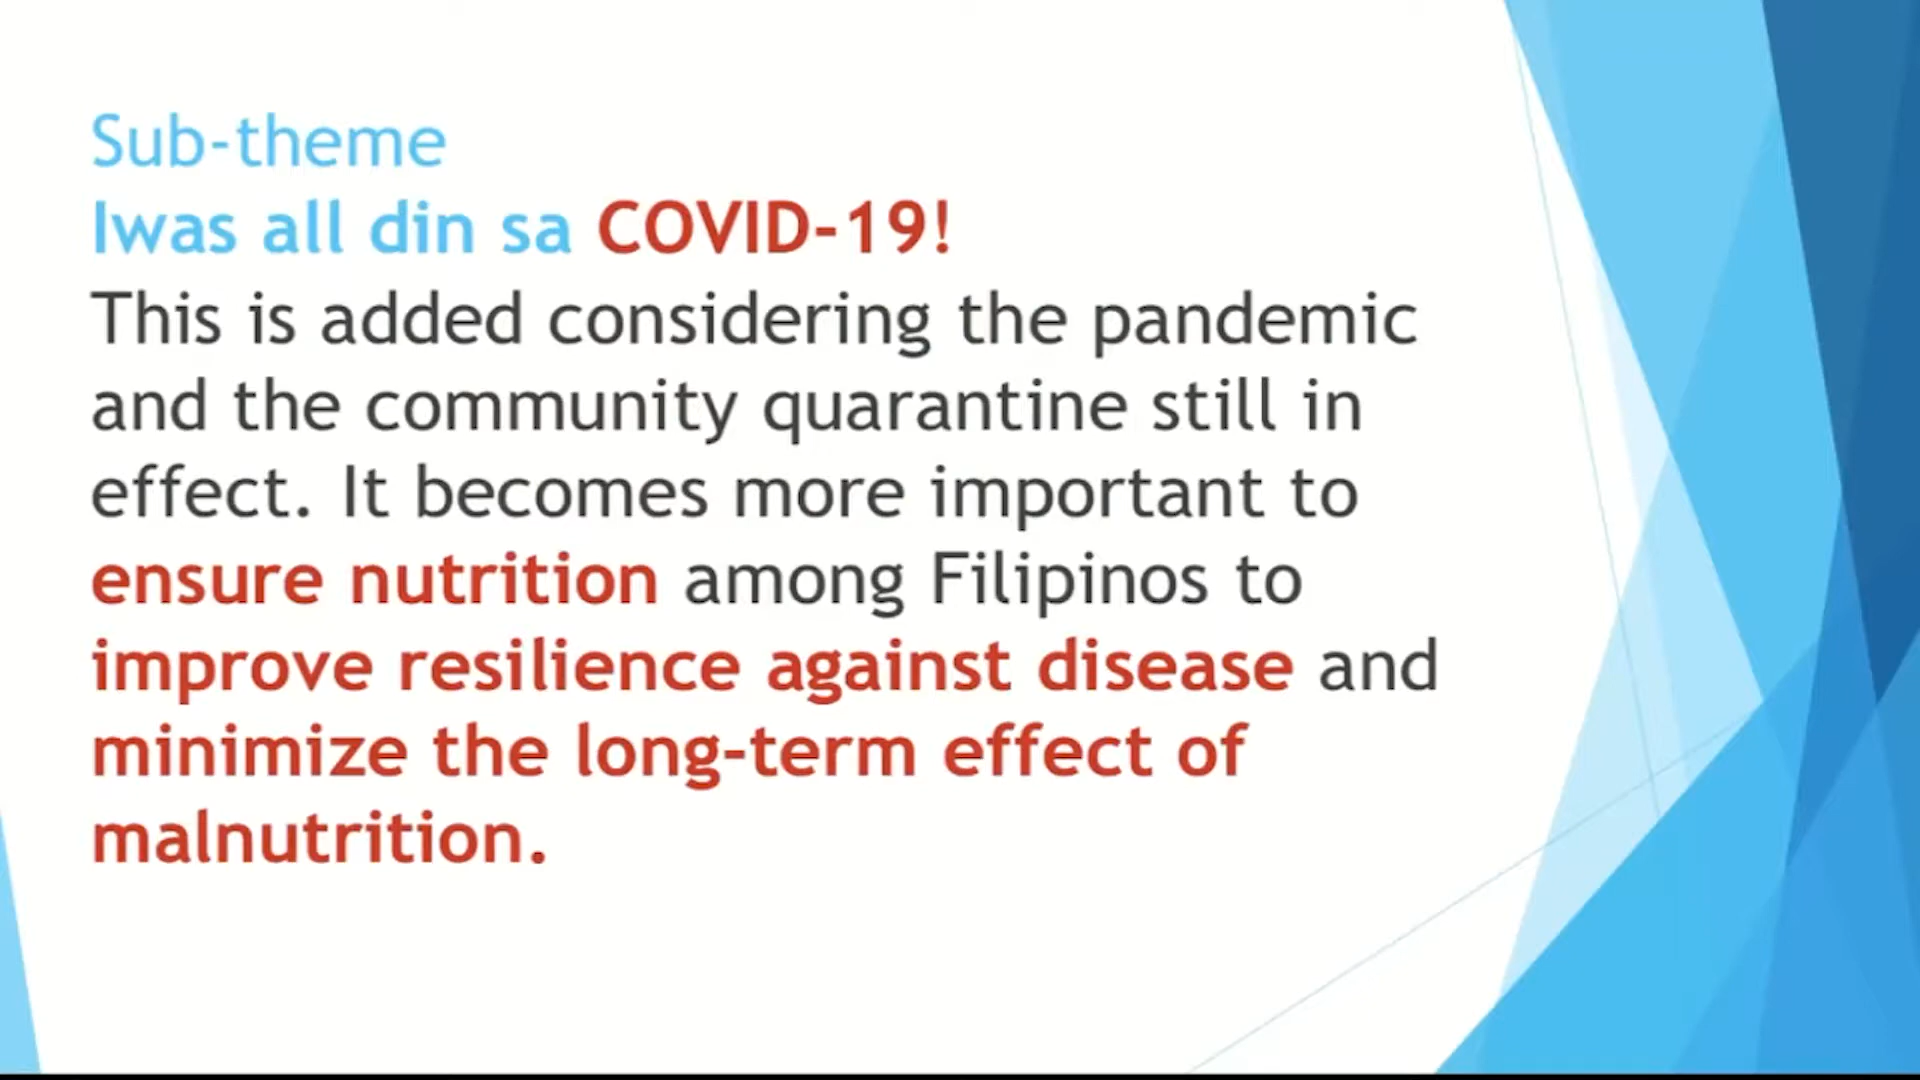 Sub-theme
Iwas all din sa COVID-19!
This is added considering the pandemic
and the community quarantine still in
effect. It becomes more important to
ensure nutrition among Filipinos to
improve resilience against disease and
minimize the long-term effect of
malnutrition.